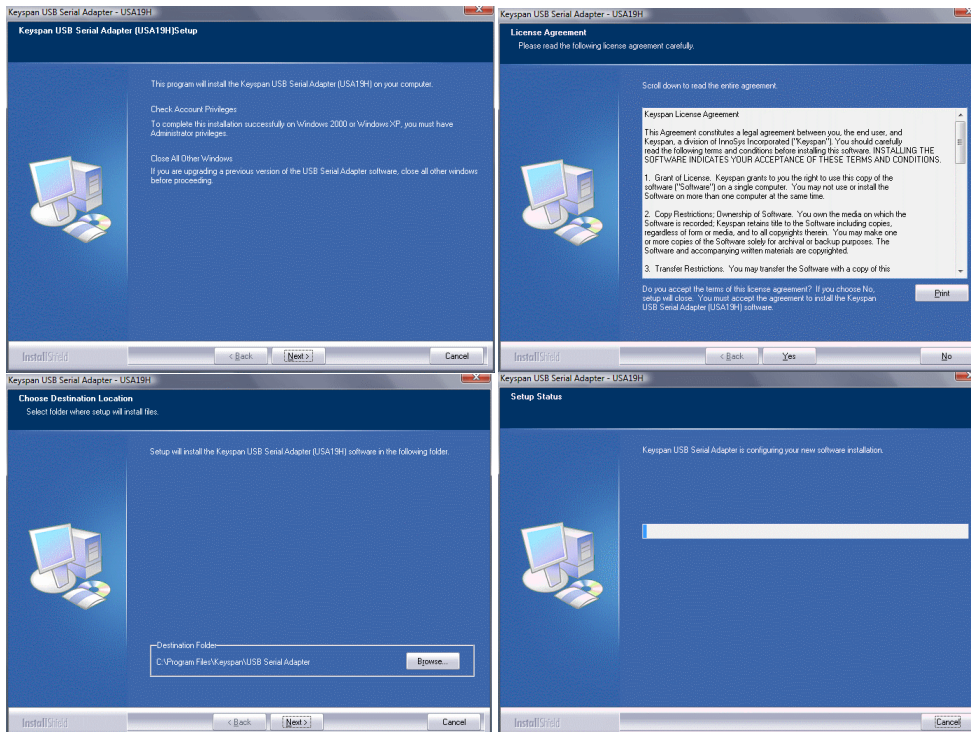 Keyspan USB Serial Adapter - USA19H
Keyspan USB Serial Adapter (USA19H)Setup
This program will install the Keyspan USB Serial Adapter (USA19H) on your computer.
Check Account Privileges
To complete this installation successfully on Windows 2000 or Windows XP, you must have
Administrator privileges.
Close All Other Windows
If you are upgrading a previous version of the USB Serial Adapter software, close all other windows
before proceeding.
InstallShield
< Back
Next >
Cancel
Keyspan USB Serial Adapter - USA19H
License Agreement
Please read the following license agreement carefully.
Scroll down to read the entire agreement.
Keyspan License Agreement
This Agreement constitutes a legal agreement between you, the end user, and
Keyspan, a division of InnoSys Incorporated ("Keyspan"). You should carefully
read the following terms and conditions before installing this software. INSTALLING THE
SOFTWARE INDICATES YOUR ACCEPTANCE OF THESE TERMS AND CONDITIONS.
1. Grant of License. Keyspan grants to you the right to use this copy of the
software ("Software") on a single computer. You may not use or install the
Software on more than one computer at the same time.
2. Copy Restrictions; Ownership of Software. You own the media on which the
Software is recorded; Keyspan retains title to the Software including copies,
regardless of form or media, and to all copyrights therein. You may make one
or more copies of the Software solely for archival or backup purposes. The
Software and accompanying written materials are copyrighted.
3. Transfer Restrictions. You may transfer the Software with a copy of this
Do you accept the terms of this license agreement? If you choose No,
setup will close. You must accept the agreement to install the Keyspan
USB Serial Adapter (USA19H) software.
Print
InstallShield
< Back
Yes
No
Keyspan USB Serial Adapter - USA19H
Choose Destination Location
Select folder where setup will install files.
Setup will install the Keyspan USB Serial Adapter (USA19H) software in the following folder.
Destination Folder
C:\Program Files\Keyspan\USB Serial Adapter
Browse...
InstallShield
< Back
Next >
Cancel
Keyspan USB Serial Adapter - USA19H
Setup Status
Keyspan USB Serial Adapter is configuring your new software installation.
InstallShield
Cancel